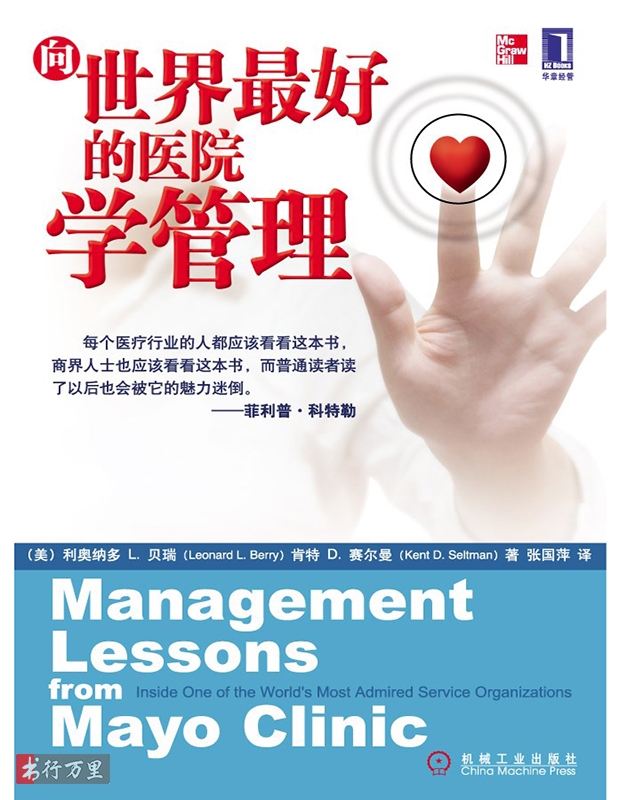 向世界最好
的医院
学管理
Mc
Graw
Hill
HZ BOOKS
华章经管
每个医疗行业的人都应该看看这本书，
商界人士也应该看看这本书，而普通读者读
了以后也会被它的魅力迷倒。
——菲利普·科特勒
（美）利奥纳多 L. 贝瑞（Leonard L. Berry）肯特 D. 赛尔曼（Kent D. Seltman）著 张国萍 译
Management
Lessons
from Inside One of the World's Most Admired Service Organizations
Mayo Clinic
书行万里
机械工业出版社
China Machine Press